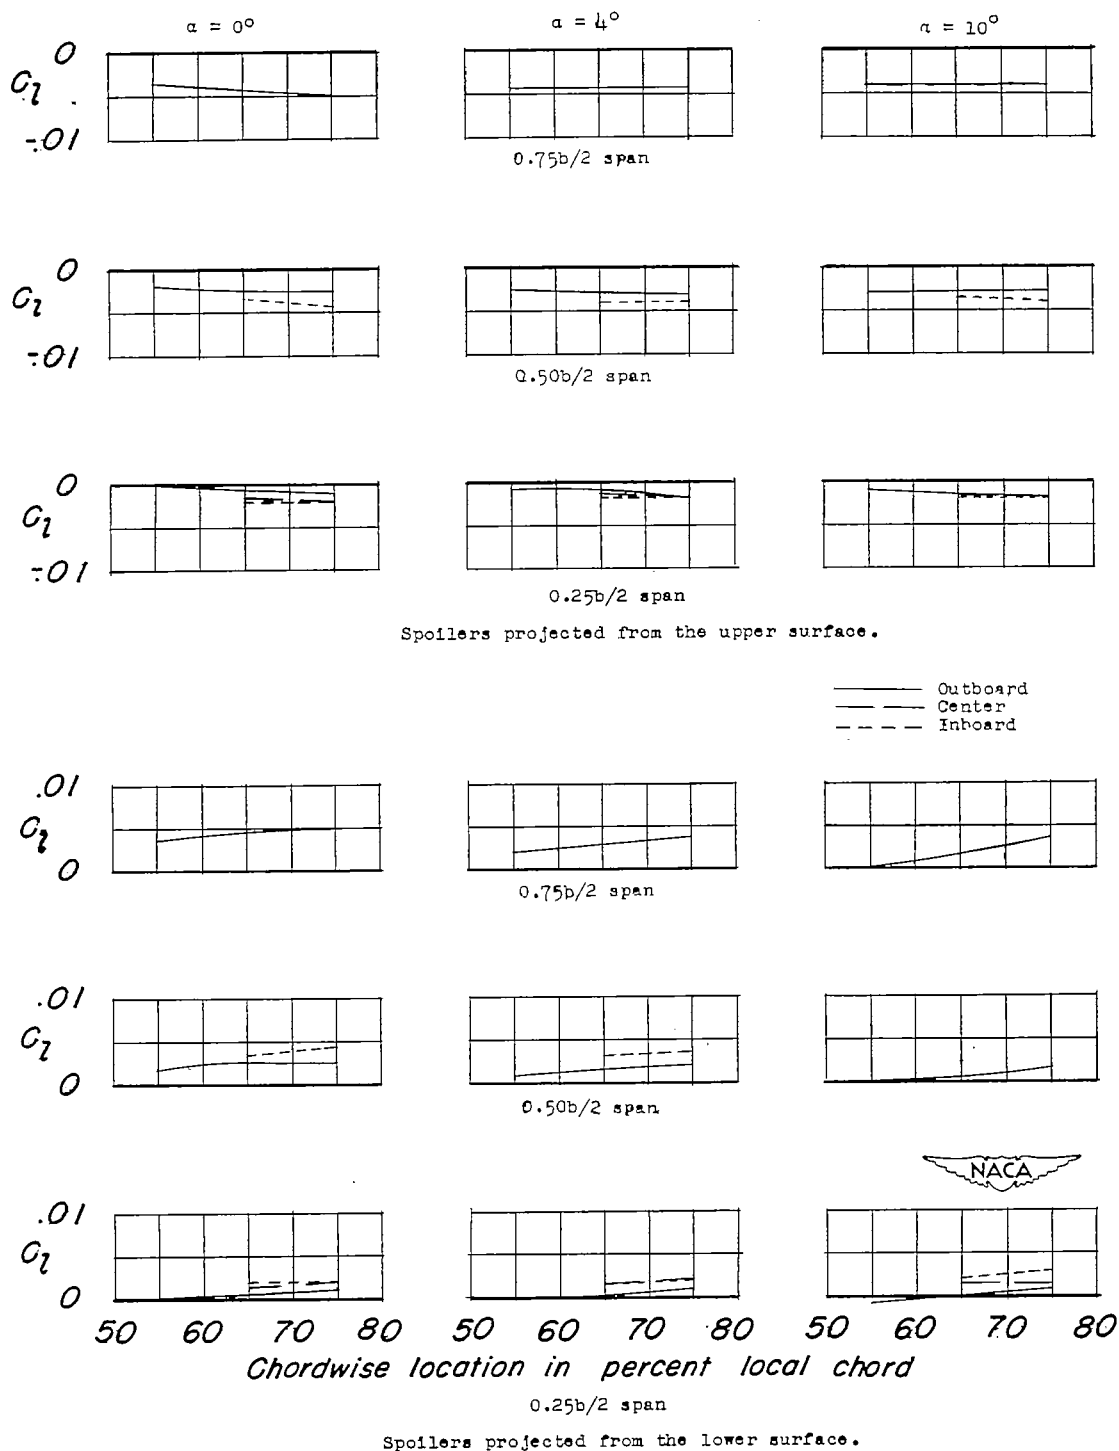 α = 0° α = 4° α = 10°
0
C_l
-.01
0.75b/2 span
0
C_l
-.01
0.50b/2 span
0
C_l
-.01
0.25b/2 span
Spoilers projected from the upper surface.
Outboard
Center
Inboard
.01
C_l
0
0.75b/2 span
.01
C_l
0
0.50b/2 span
NACA
.01
C_l
0
50 60 70 80 50 60 70 80 50 60 70 80
Chordwise location in percent local chord
0.25b/2 span
Spoilers projected from the lower surface.